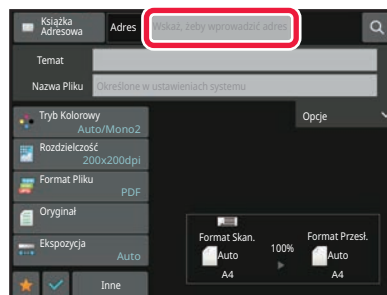 Książka
Adresowa
Adres
Wskaż, żeby wprowadzić adres
Temat
Nazwa Pliku
Określone w ustawieniach systemu
Tryb Kolorowy
Auto/Mono2
Opcje
Rozdzielczość
200x200dpi
Format Pliku
PDF
Oryginał
Ekspozycja
Auto
Inne
Format Skan.
Auto
A4
100%
Format Przesł.
Auto
A4